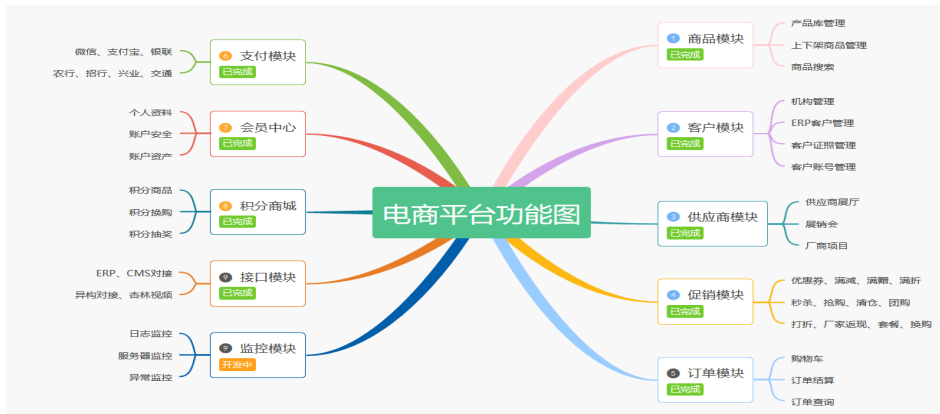 电商平台功能图
1 商品模块
已完成
产品库管理
上下架商品管理
商品搜索
2 客户模块
已完成
机构管理
ERP客户管理
客户证照管理
客户账号管理
3 供应商模块
已完成
供应商展厅
展销会
厂商项目
4 促销模块
已完成
优惠券、满减、满赠、满折
秒杀、抢购、清仓、团购
打折、厂家返现、套餐、换购
5 订单模块
已完成
购物车
订单结算
订单查询
6 支付模块
已完成
微信、支付宝、银联
农行、招行、兴业、交通
7 会员中心
已完成
个人资料
账户安全
账户资产
8 积分商城
已完成
积分商品
积分换购
积分抽奖
9 接口模块
已完成
ERP、CMS对接
异构对接、杏林视频
9 监控模块
开发中
日志监控
服务器监控
异常监控